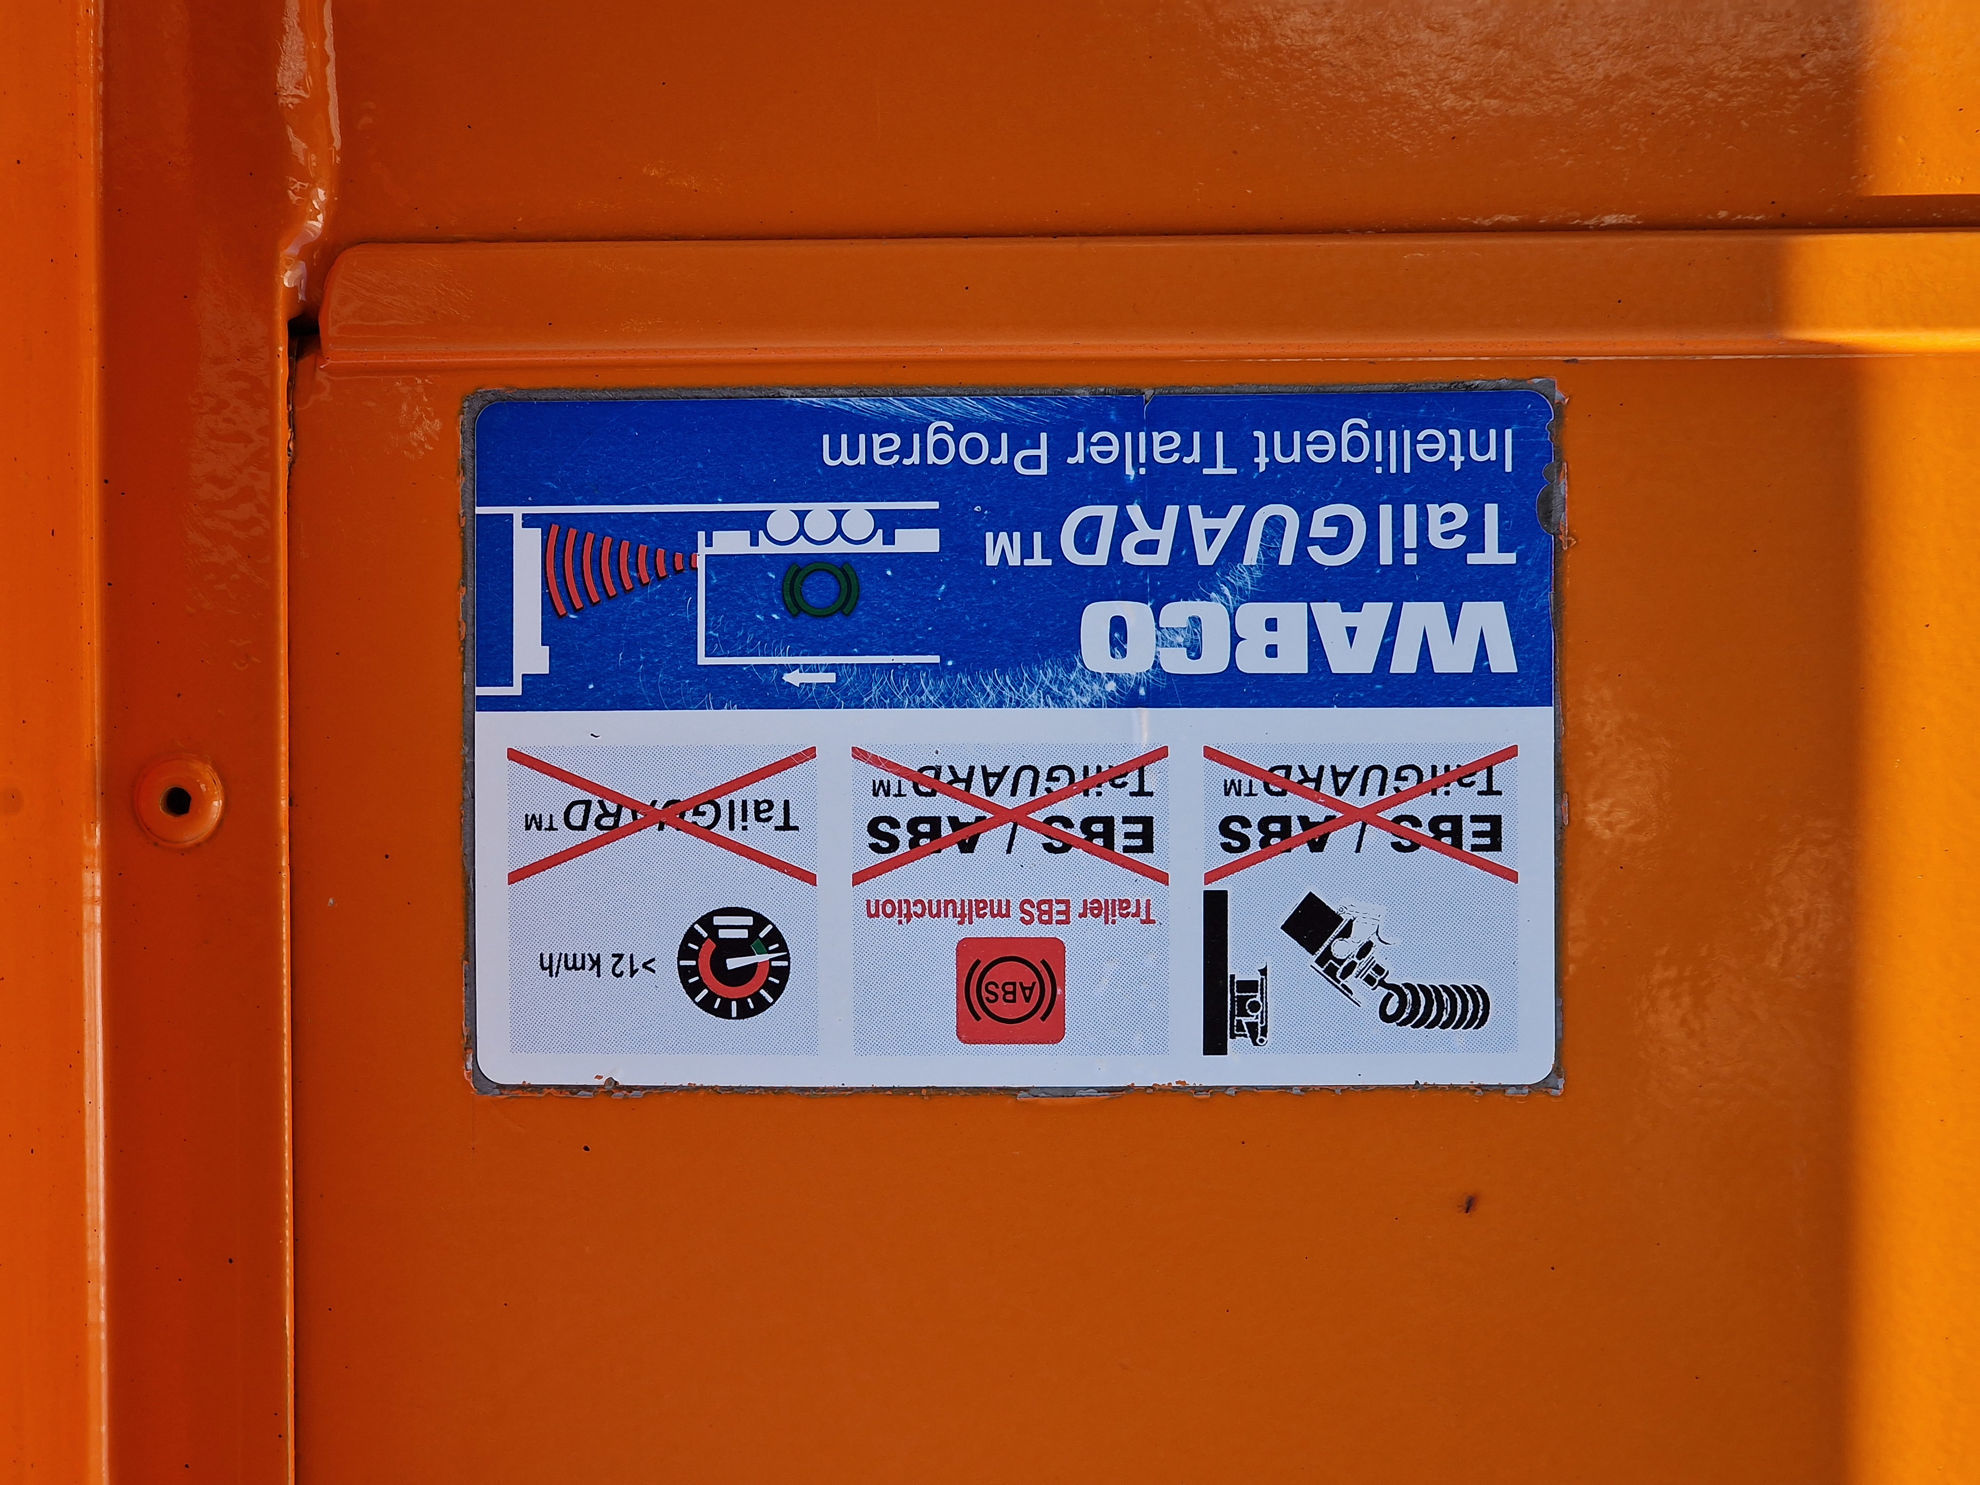 EBS / ABS
TailGUARD™
ABS
Trailer EBS malfunction
EBS / ABS
TailGUARD™
>12 km/h
TailGUARD™
WABCO
TailGUARD™
Intelligent Trailer Program